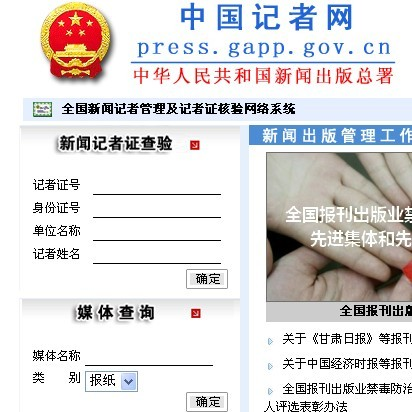 中国记者网
press.gapp.gov.cn
中华人民共和国新闻出版总署
全国新闻记者管理及记者证核验网络系统
新闻记者证查验
记者证号
身份证号
单位名称
记者姓名
确定
媒体查询
媒体名称
类 别 报纸
确定
新闻出版管理工作
全国报刊出版业禁
先进集体和先
全国报刊出版
关于《甘肃日报》等报刊
关于中国经济时报等报刊
全国报刊出版业禁毒防治
人评选表彰办法